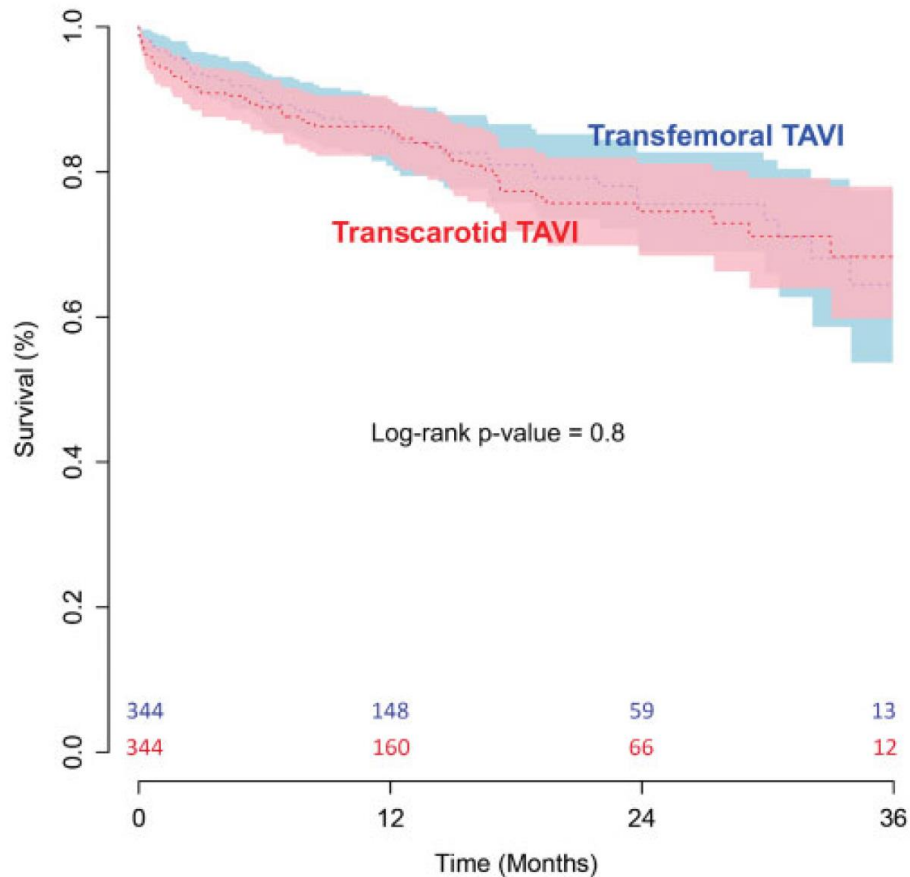 1.0
0.8
0.6
0.4
0.2
0.0
Survival (%)
Transfemoral TAVI
Transcarotid TAVI
Log-rank p-value = 0.8
344 148 59 13
344 160 66 12
0 12 24 36
Time (Months)